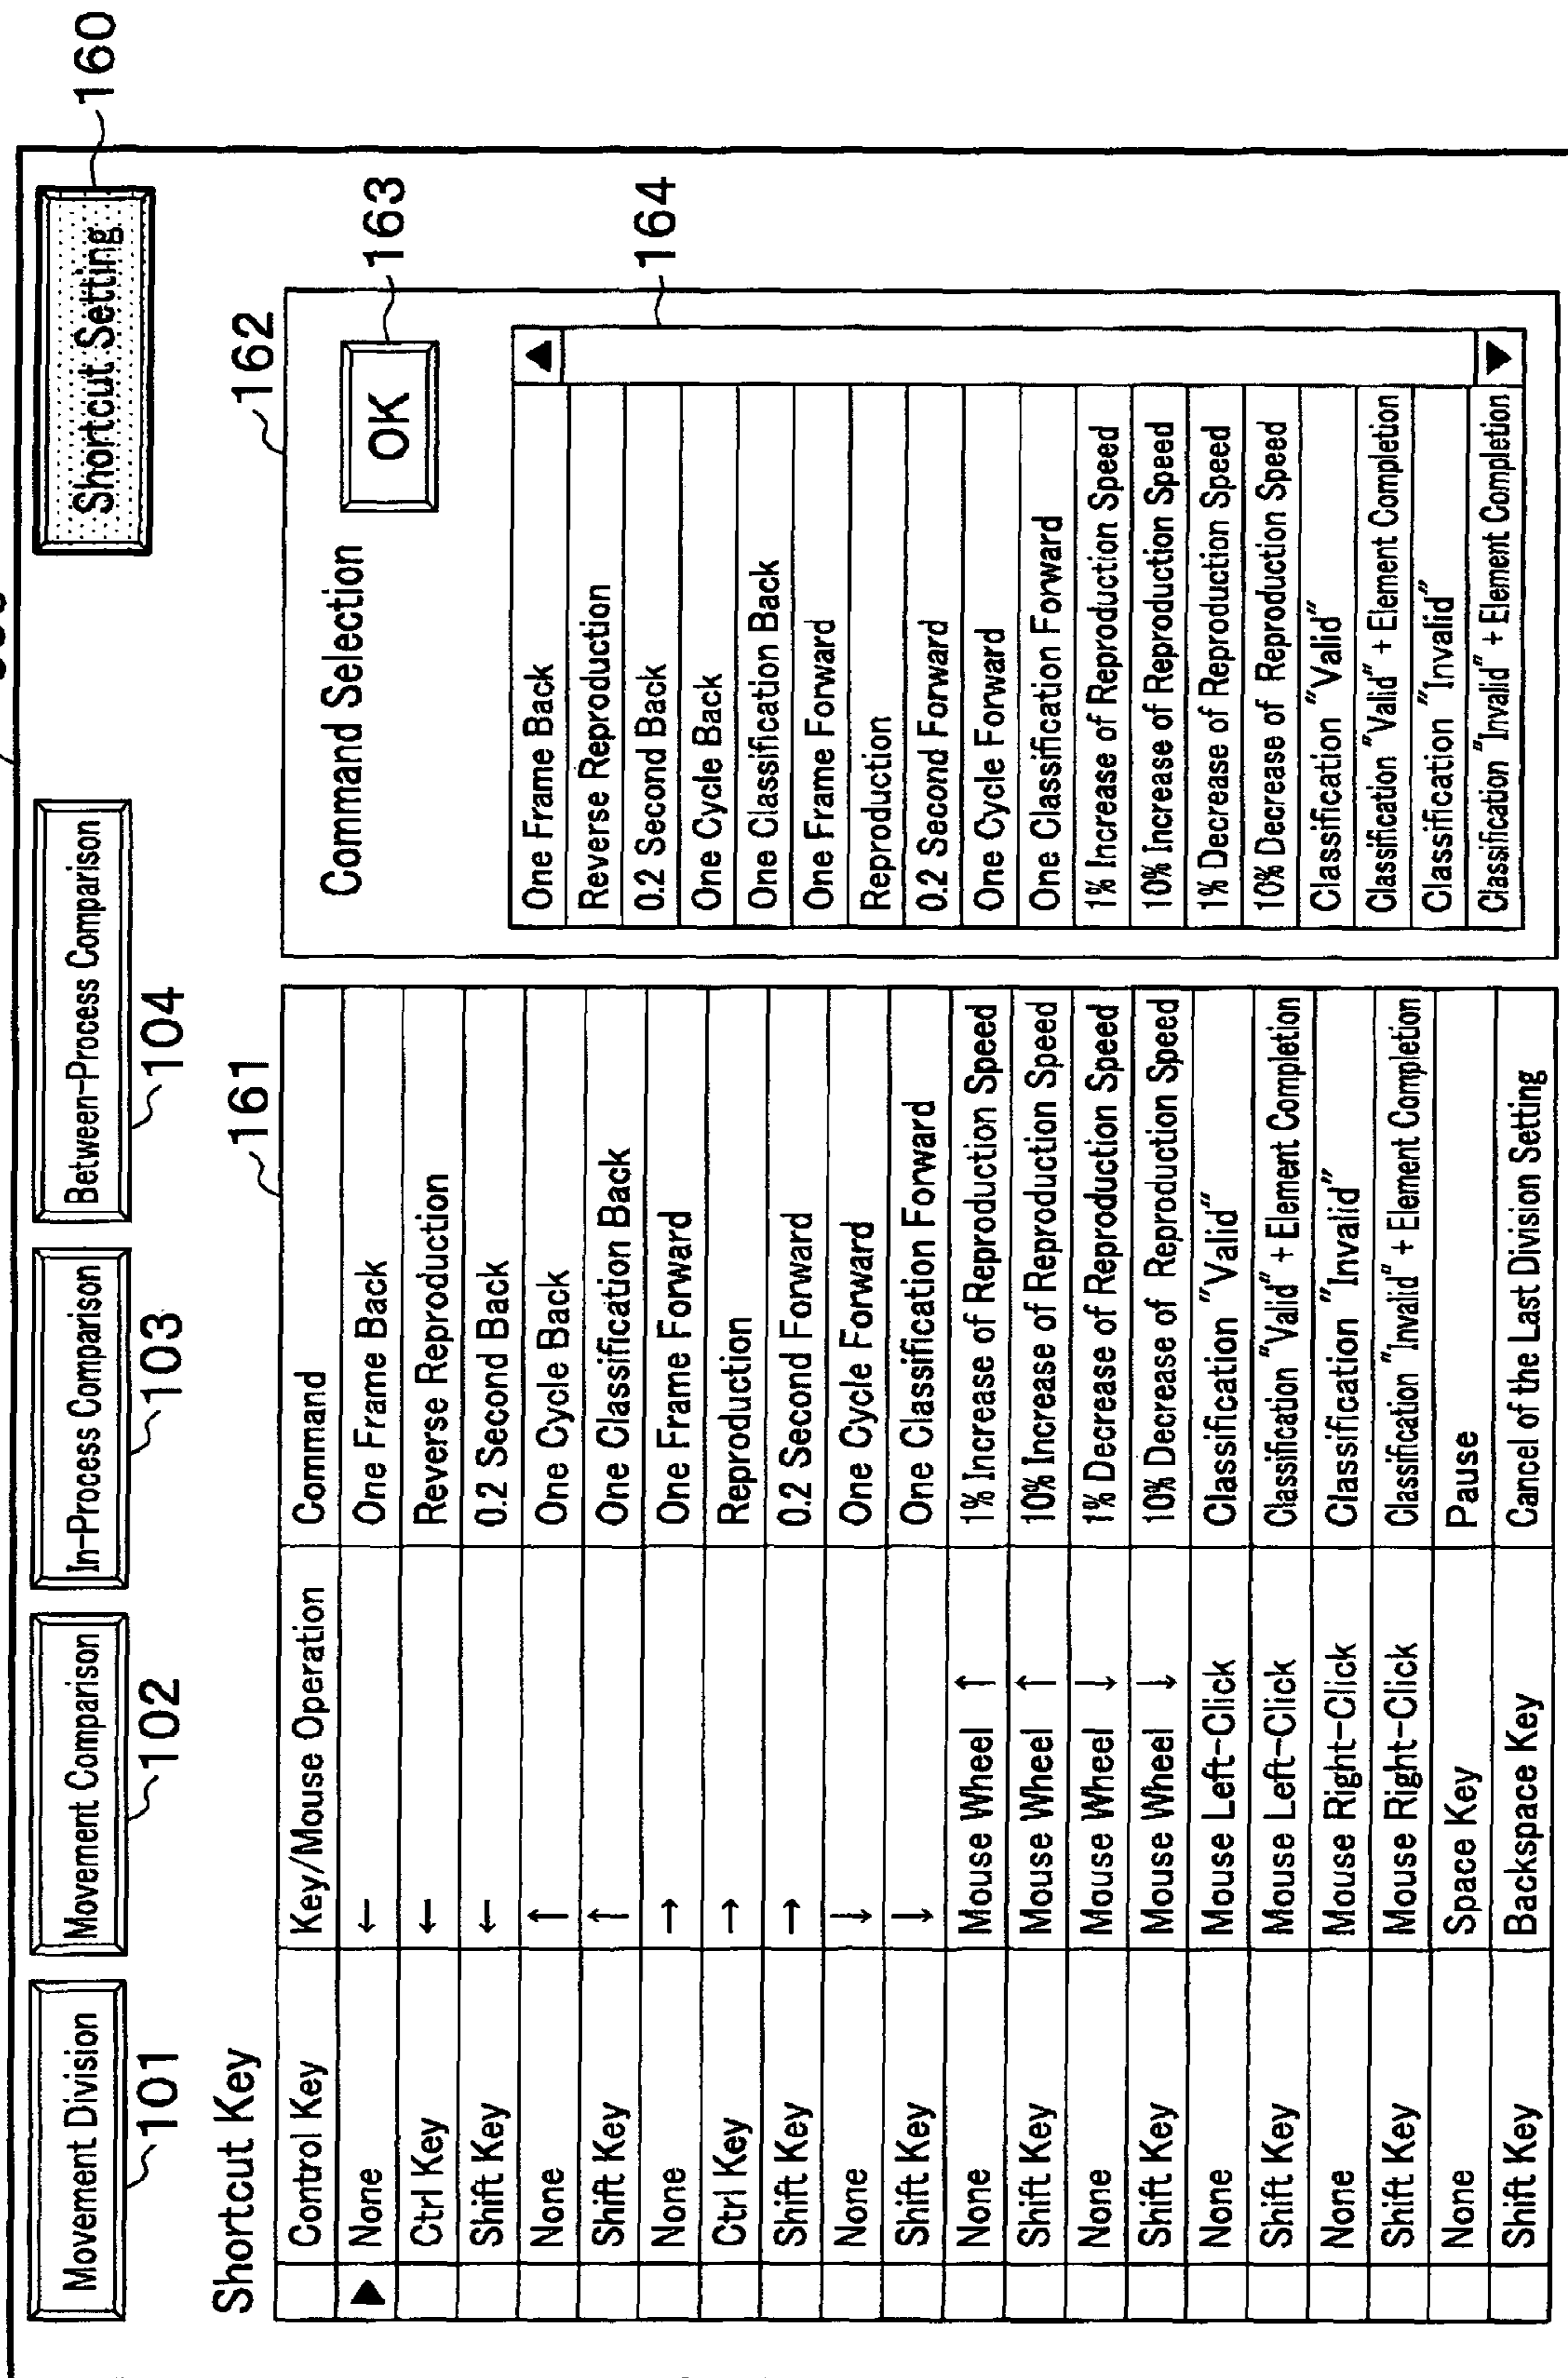 Movement Division
Movement Comparison
In-Process Comparison
Between-Process Comparison
Shortcut Setting
101
102
103
104
160
Shortcut Key
161
162
Control Key Key/Mouse Operation Command
▶ None ← One Frame Back
Ctrl Key ← Reverse Reproduction
Shift Key ← 0.2 Second Back
None ↑ One Cycle Back
Shift Key ↑ One Classification Back
None → One Frame Forward
Ctrl Key → Reproduction
Shift Key → 0.2 Second Forward
None ↓ One Cycle Forward
Shift Key ↓ One Classification Forward
None Mouse Wheel ↑ 1% Increase of Reproduction Speed
Shift Key Mouse Wheel ↑ 10% Increase of Reproduction Speed
None Mouse Wheel ↓ 1% Decrease of Reproduction Speed
Shift Key Mouse Wheel ↓ 10% Decrease of Reproduction Speed
None Mouse Left-Click Classification "Valid"
Shift Key Mouse Left-Click Classification "Valid" + Element Completion
None Mouse Right-Click Classification "Invalid"
Shift Key Mouse Right-Click Classification "Invalid" + Element Completion
None Space Key Pause
Shift Key Backspace Key Cancel of the Last Division Setting
Command Selection
OK
163
164
One Frame Back
Reverse Reproduction
0.2 Second Back
One Cycle Back
One Classification Back
One Frame Forward
Reproduction
0.2 Second Forward
One Cycle Forward
One Classification Forward
1% Increase of Reproduction Speed
10% Increase of Reproduction Speed
1% Decrease of Reproduction Speed
10% Decrease of Reproduction Speed
Classification "Valid"
Classification "Valid" + Element Completion
Classification "Invalid"
Classification "Invalid" + Element Completion